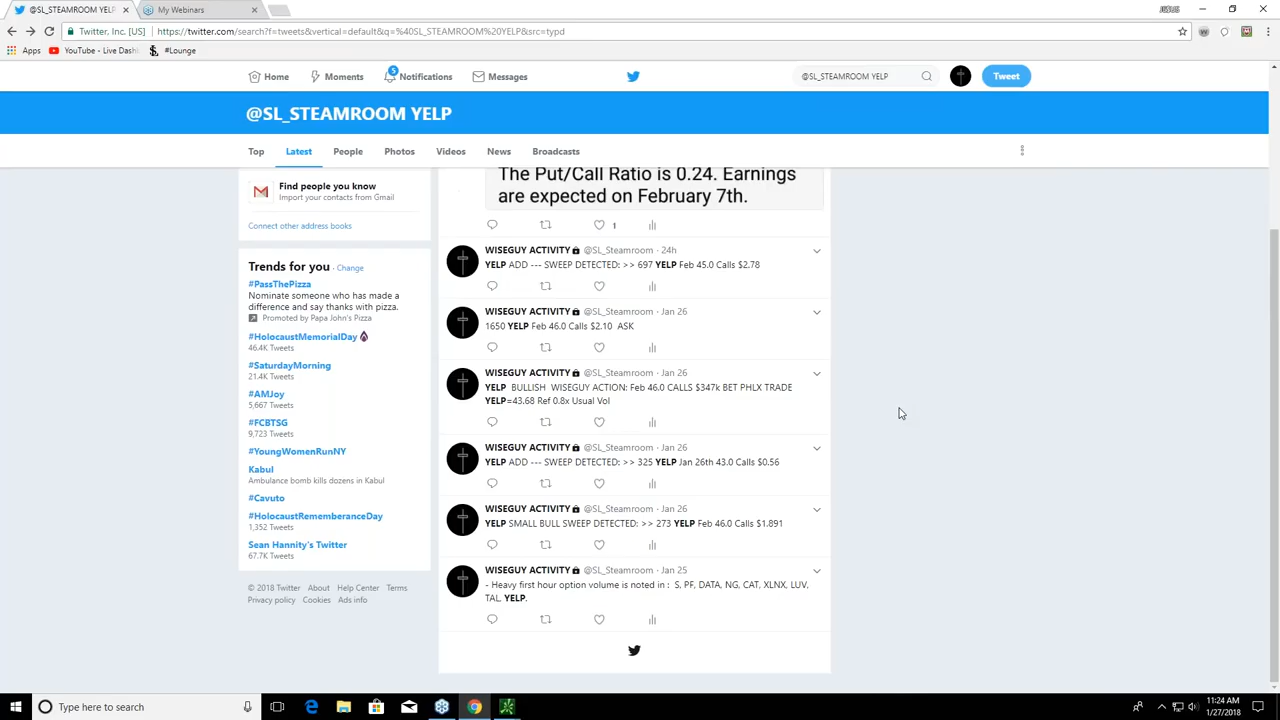 @SL_STEAMROOM YELP
My Webinars
JESUS
Twitter, Inc. [US]
https://twitter.com/search?f=tweets&vertical=default&q=%40SL_STEAMROOM%20YELP&src=typd
Apps
YouTube - Live Dash
#Lounge
Home
Moments
5
Notifications
Messages
@SL_STEAMROOM YELP
Tweet
@SL_STEAMROOM YELP
Top
Latest
People
Photos
Videos
News
Broadcasts
Find people you know
Import your contacts from Gmail
Connect other address books
Trends for you · Change
#PassThePizza
Nominate someone who has made a
difference and say thanks with pizza.
Promoted by Papa John's Pizza
#HolocaustMemorialDay
46.4K Tweets
#SaturdayMorning
21.4K Tweets
#AMJoy
5,667 Tweets
#FCBTSG
9,723 Tweets
#YoungWomenRunNY
Kabul
Ambulance bomb kills dozens in Kabul
#Cavuto
#HolocaustRememberanceDay
1,352 Tweets
Sean Hannity's Twitter
67.7K Tweets
© 2018 Twitter About Help Center Terms
Privacy policy Cookies Ads info
The Put/Call Ratio is 0.24. Earnings
are expected on February 7th.
1
WISEGUY ACTIVITY @SL_Steamroom · 24h
YELP ADD --- SWEEP DETECTED: >> 697 YELP Feb 45.0 Calls $2.78
WISEGUY ACTIVITY @SL_Steamroom · Jan 26
1650 YELP Feb 46.0 Calls $2.10 ASK
WISEGUY ACTIVITY @SL_Steamroom · Jan 26
YELP BULLISH WISEGUY ACTION: Feb 46.0 CALLS $347k BET PHLX TRADE
YELP=43.68 Ref 0.8x Usual Vol
WISEGUY ACTIVITY @SL_Steamroom · Jan 26
YELP ADD --- SWEEP DETECTED: >> 325 YELP Jan 26th 43.0 Calls $0.56
WISEGUY ACTIVITY @SL_Steamroom · Jan 26
YELP SMALL BULL SWEEP DETECTED: >> 273 YELP Feb 46.0 Calls $1.891
WISEGUY ACTIVITY @SL_Steamroom · Jan 25
- Heavy first hour option volume is noted in : S, PF, DATA, NG, CAT, XLNX, LUV,
TAL, YELP.
Type here to search
11:24 AM
1/27/2018